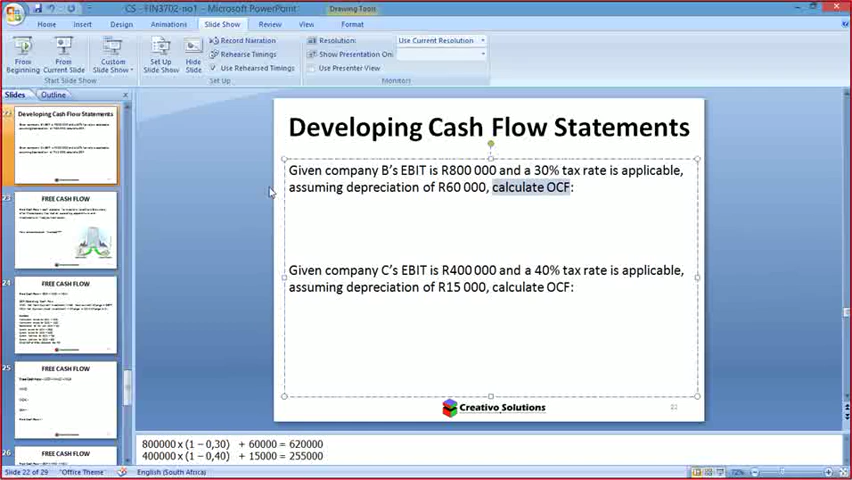 CS - FIN3702-no1 - Microsoft PowerPoint
Drawing Tools
Home
Insert
Design
Animations
Slide Show
Review
View
Format
From Beginning
From Current Slide
Custom Slide Show
Start Slide Show
Set Up Slide Show
Hide Slide
Record Narration
Rehearse Timings
Use Rehearsed Timings
Set Up
Resolution:
Use Current Resolution
Show Presentation On:
Use Presenter View
Monitors
Slides
Outline
Developing Cash Flow Statements
23
FREE CASH FLOW
24
FREE CASH FLOW
25
FREE CASH FLOW
26
FREE CASH FLOW
Developing Cash Flow Statements
Given company B's EBIT is R800 000 and a 30% tax rate is applicable,
assuming depreciation of R60 000, calculate OCF:
Given company C's EBIT is R400 000 and a 40% tax rate is applicable,
assuming depreciation of R15 000, calculate OCF:
Creativo Solutions
800000 x (1 – 0,30) + 60000 = 620000
400000 x (1 – 0,40) + 15000 = 255000
Slide 22 of 29
"Office Theme"
English (South Africa)
72%